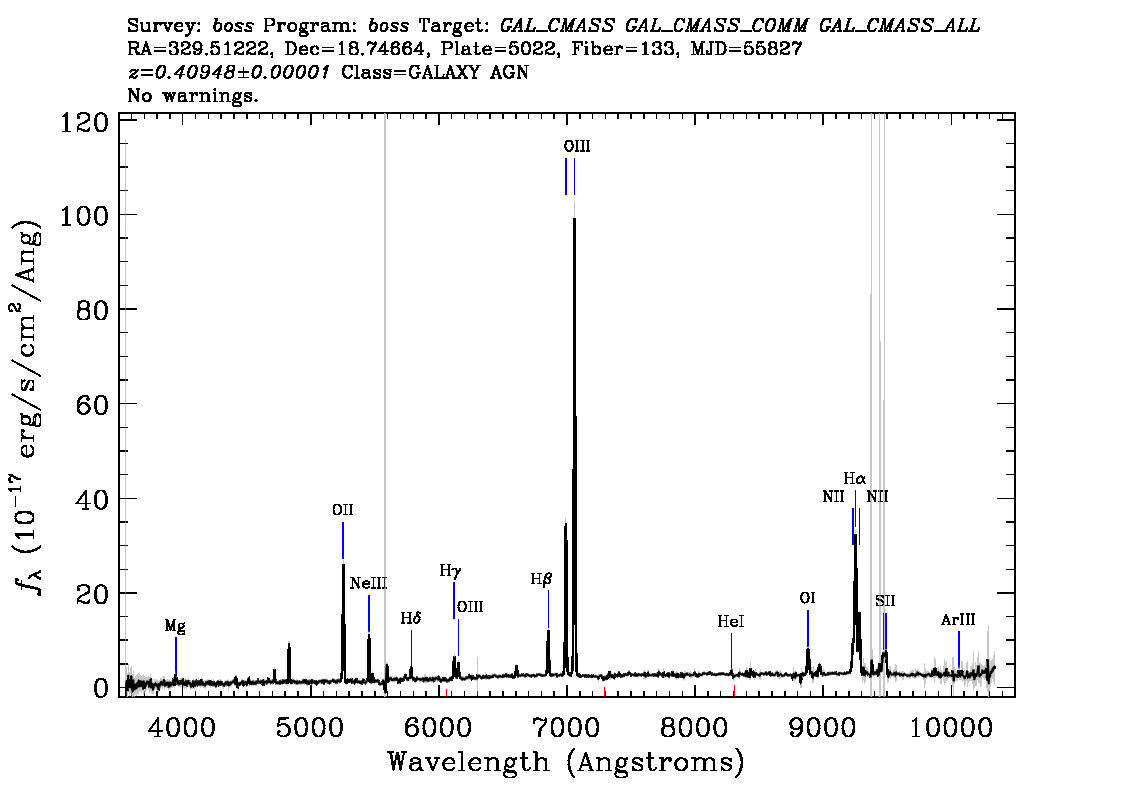 Survey: boss Program: boss Target: GAL_CMASS GAL_CMASS_COMM GAL_CMASS_ALL
RA=329.51222, Dec=18.74664, Plate=5022, Fiber=133, MJD=55827
z=0.40948±0.00001 Class=GALAXY AGN
No warnings.
120
100
80
60
40
20
0
f_λ (10^−17 erg/s/cm^2/Ang)
OIII
Hα
NII NII
OII
NeIII
Hγ
Hβ
OIII
OI
SII
Hδ
HeI
ArIII
Mg
4000 5000 6000 7000 8000 9000 10000
Wavelength (Angstroms)